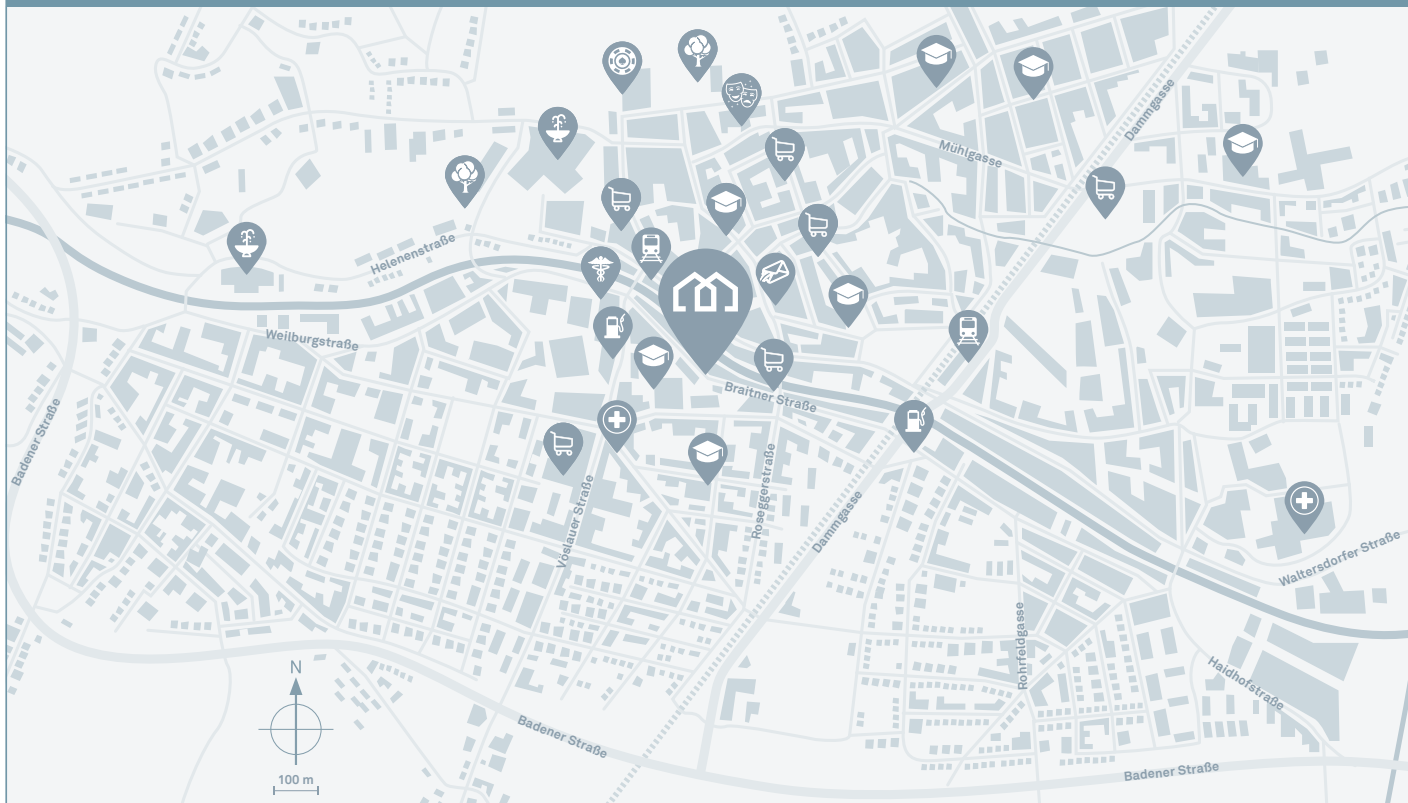 Dammgasse
Mühlgasse
Helenenstraße
Weilburgstraße
Badener Straße
Braitner Straße
Vöslauer Straße
Roseggerstraße
Dammgasse
Waltersdorfer Straße
Rohrfeldgasse
Haidhofstraße
N
Badener Straße
100 m
Badener Straße